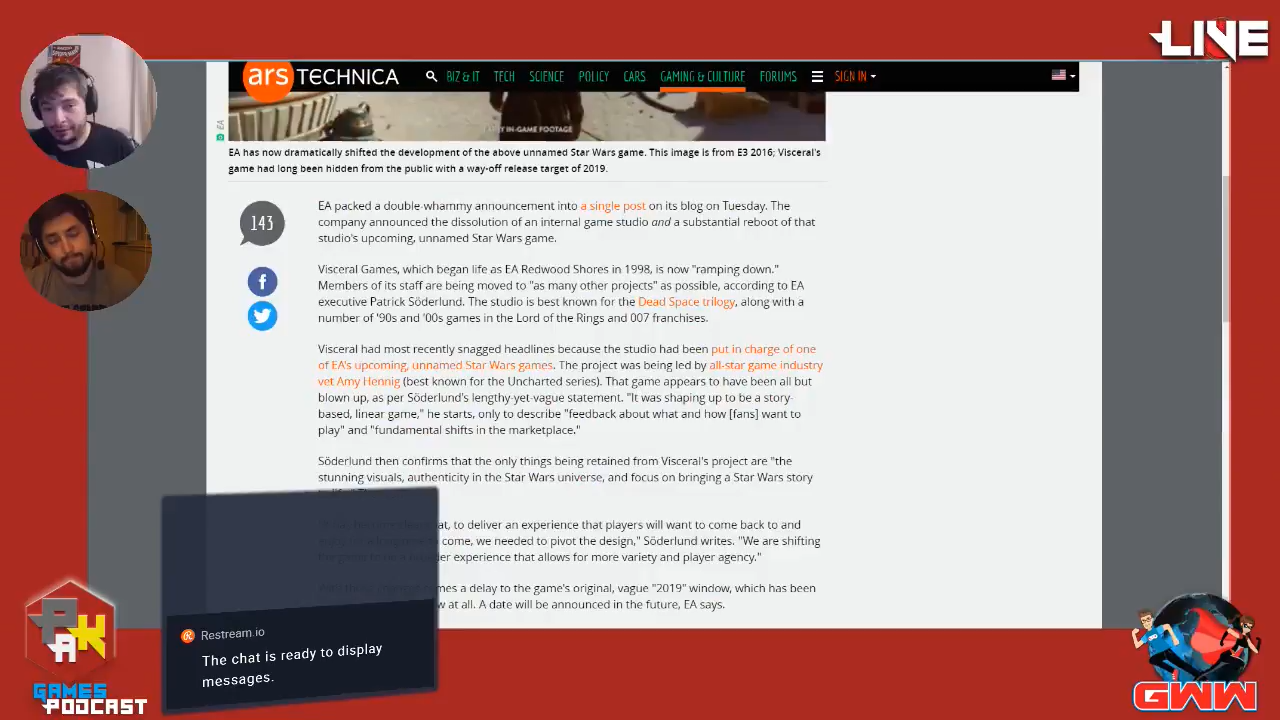 LIVE
ars TECHNICA
BIZ & IT TECH SCIENCE POLICY CARS GAMING & CULTURE FORUMS SIGN IN
EA
IN-GAME FOOTAGE
EA has now dramatically shifted the development of the above unnamed Star Wars game. This image is from E3 2016; Visceral's
game had long been hidden from the public with a way-off release target of 2019.
143
EA packed a double-whammy announcement into a single post on its blog on Tuesday. The
company announced the dissolution of an internal game studio and a substantial reboot of that
studio's upcoming, unnamed Star Wars game.
Visceral Games, which began life as EA Redwood Shores in 1998, is now "ramping down."
Members of its staff are being moved to "as many other projects" as possible, according to EA
executive Patrick Söderlund. The studio is best known for the Dead Space trilogy, along with a
number of '90s and '00s games in the Lord of the Rings and 007 franchises.
Visceral had most recently snagged headlines because the studio had been put in charge of one
of EA's upcoming, unnamed Star Wars games. The project was being led by all-star game industry
vet Amy Hennig (best known for the Uncharted series). That game appears to have been all but
blown up, as per Söderlund's lengthy-yet-vague statement. "It was shaping up to be a story-
based, linear game," he starts, only to describe "feedback about what and how [fans] want to
play" and "fundamental shifts in the marketplace."
Söderlund then confirms that the only things being retained from Visceral's project are "the
stunning visuals, authenticity in the Star Wars universe, and focus on bringing a Star Wars story
to deliver an experience that players will want to come back to and
come, we needed to pivot the design," Söderlund writes. "We are shifting
experience that allows for more variety and player agency."
a delay to the game's original, vague "2019" window, which has been
at all. A date will be announced in the future, EA says.
Restream.io
The chat is ready to display
messages.
PAK
GAMES
PODCAST
GWW